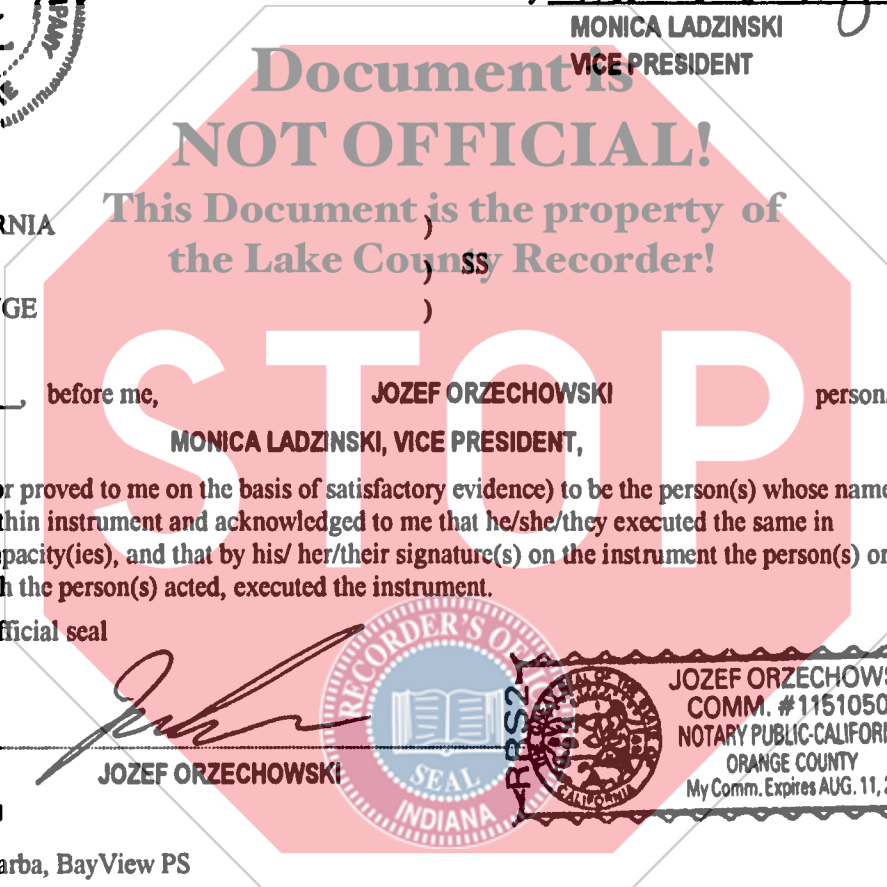 PANY
MONICA LADZINSKI
VICE PRESIDENT
Document is
NOT OFFICIAL!
This Document is the property of
the Lake County Recorder!
RNIA )
) SS
GE )
STOP
, before me, JOZEF ORZECHOWSKI person
MONICA LADZINSKI, VICE PRESIDENT,
r proved to me on the basis of satisfactory evidence) to be the person(s) whose name
thin instrument and acknowledged to me that he/she/they executed the same in
pacity(ies), and that by his/ her/their signature(s) on the instrument the person(s) or
h the person(s) acted, executed the instrument.
fficial seal
JOZEF ORZECHOWSKI
RECORDER'S OF
SEAL
INDIANA
CALIFORNIA
JOZEF ORZECHOWS
COMM. #1151050
NOTARY PUBLIC-CALIFORN
ORANGE COUNTY
My Comm. Expires AUG. 11, 2
arba, BayView PS